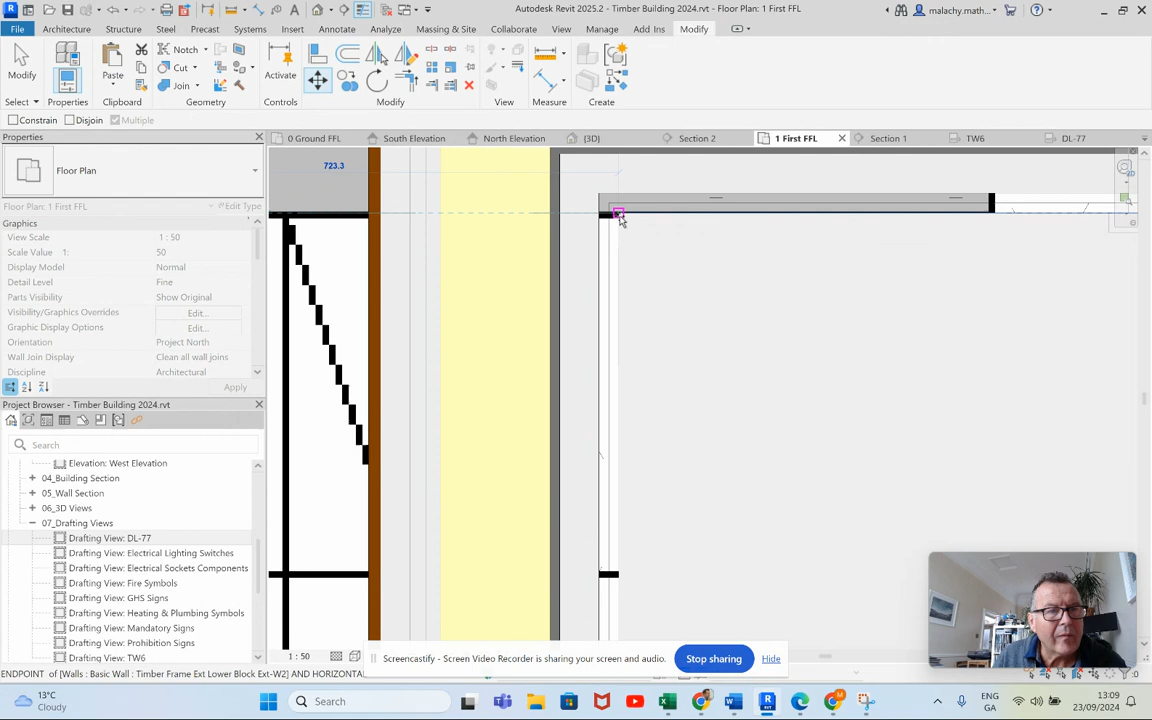 Autodesk Revit 2025.2 - Timber Building 2024.rvt - Floor Plan: 1 First FFL
malachy.math...
File Architecture Structure Steel Precast Systems Insert Annotate Analyze Massing & Site Collaborate View Manage Add Ins Modify
Notch
Cut
Modify Paste Join Activate
Select Properties Clipboard Geometry Controls Modify View Measure Create
Constrain Disjoin Multiple
Properties 0 Ground FFL South Elevation North Elevation {3D} Section 2 1 First FFL Section 1 TW6 DL-77
723.3
Floor Plan
Floor Plan: 1 First FFL Edit Type
Graphics
View Scale 1 : 50
Scale Value 1: 50
Display Model Normal
Detail Level Fine
Parts Visibility Show Original
Visibility/Graphics Overrides Edit...
Graphic Display Options Edit...
Orientation Project North
Wall Join Display Clean all wall joins
Discipline Architectural
Apply
Project Browser - Timber Building 2024.rvt
Search
Elevation: West Elevation
04_Building Section
05_Wall Section
06_3D Views
07_Drafting Views
Drafting View: DL-77
Drafting View: Electrical Lighting Switches
Drafting View: Electrical Sockets Components
Drafting View: Fire Symbols
Drafting View: GHS Signs
Drafting View: Heating & Plumbing Symbols
Drafting View: Mandatory Signs
Drafting View: Prohibition Signs
Drafting View: TW6
1 : 50
Screencastify - Screen Video Recorder is sharing your screen and audio. Stop sharing Hide
ENDPOINT of [Walls : Basic Wall : Timber Frame Ext Lower Block Ext-W2] AND HORIZONTA
:0
13°C
Cloudy
Search
ENG
GA
13:09
23/09/2024